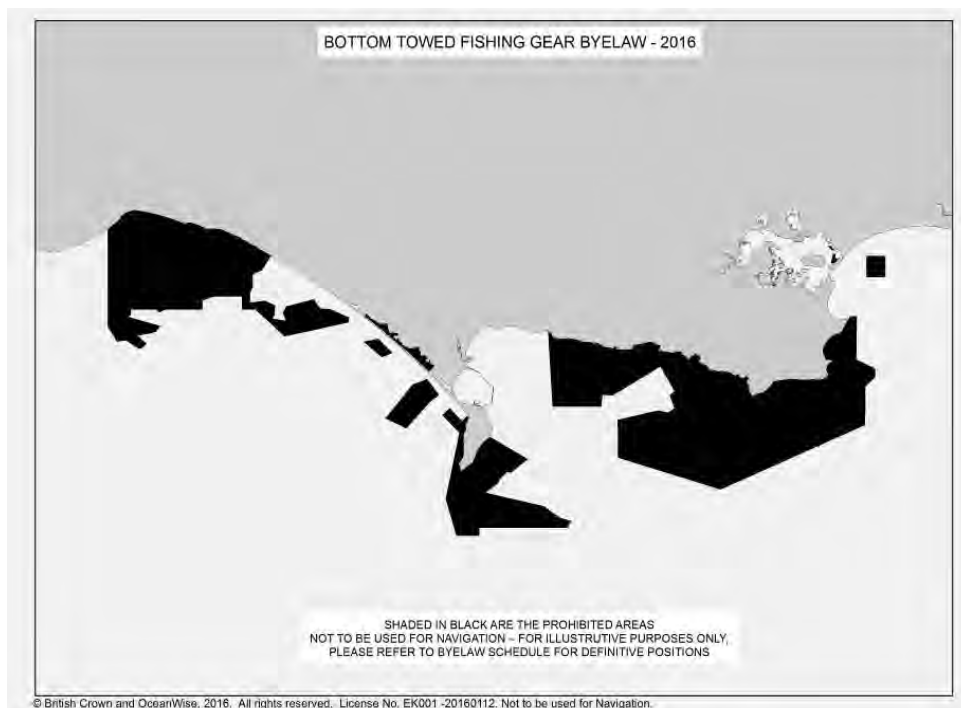 BOTTOM TOWED FISHING GEAR BYELAW - 2016
SHADED IN BLACK ARE THE PROHIBITED AREAS
NOT TO BE USED FOR NAVIGATION – FOR ILLUSTRUTIVE PURPOSES ONLY,
PLEASE REFER TO BYELAW SCHEDULE FOR DEFINITIVE POSITIONS
© British Crown and OceanWise, 2016. All rights reserved. License No. EK001 -20160112. Not to be used for Navigation.